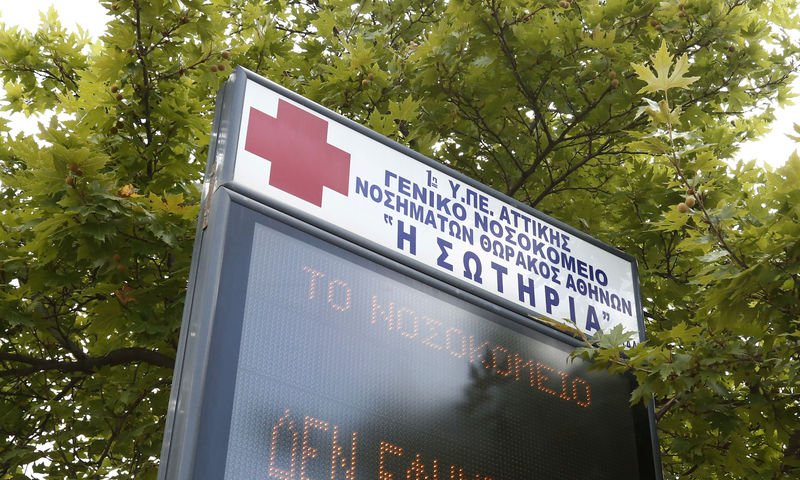 1η Υ.ΠΕ. ΑΤΤΙΚΗΣ
ΓΕΝΙΚΟ ΝΟΣΟΚΟΜΕΙΟ
ΝΟΣΗΜΑΤΩΝ ΘΩΡΑΚΟΣ ΑΘΗΝΩΝ
"Η ΣΩΤΗΡΙΑ"
ΤΟ ΝΟΣΟΚΟΜΕΙΟ
ΔΕΝ